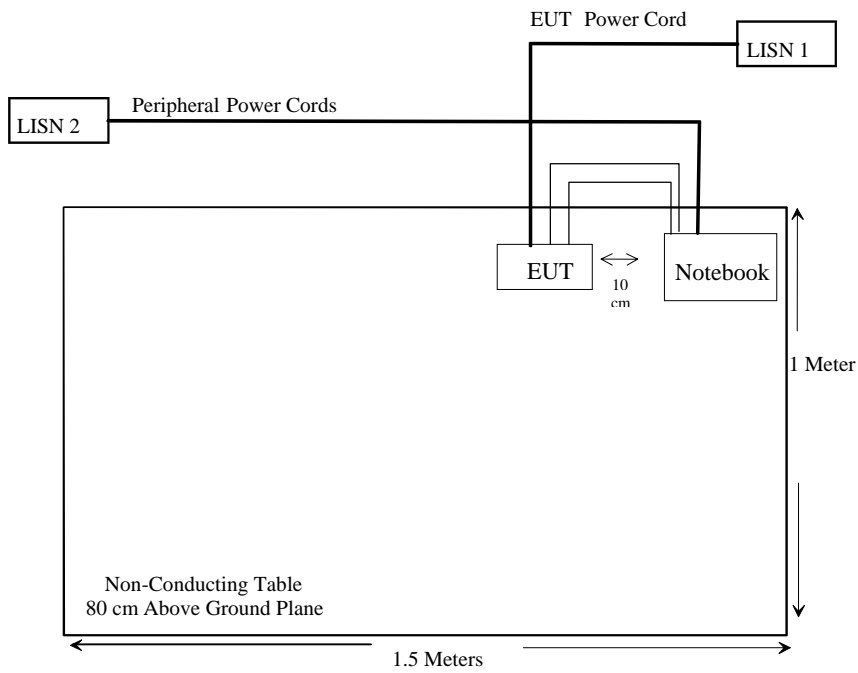 EUT Power Cord
LISN 1
Peripheral Power Cords
LISN 2
EUT
10
cm
Notebook
1 Meter
Non-Conducting Table
80 cm Above Ground Plane
1.5 Meters